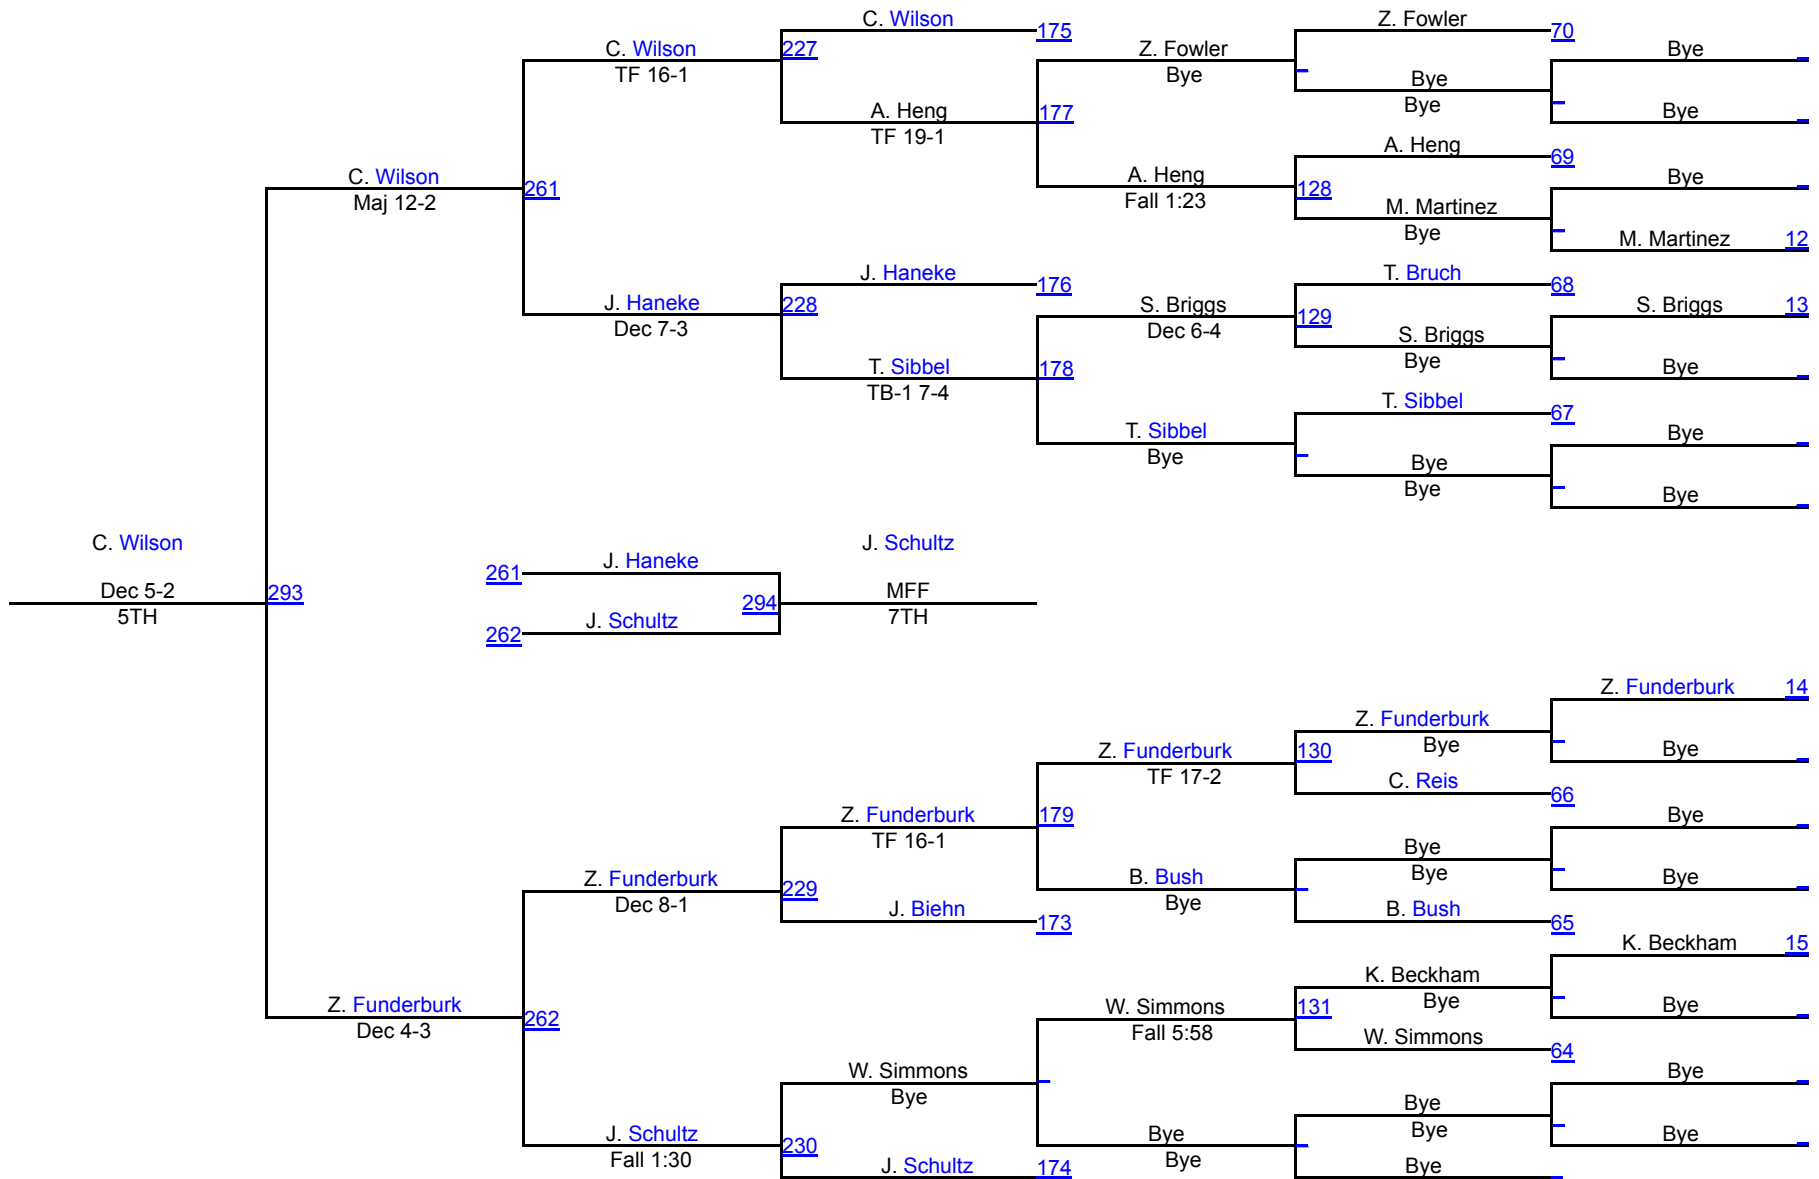 C. Wilson
Z. Fowler
175
70
C. Wilson
227
Z. Fowler
Bye
TF 16-1
Bye
Bye
Bye
A. Heng
177
Bye
TF 19-1
A. Heng
69
C. Wilson
261
A. Heng
128
Bye
Maj 12-2
Fall 1:23
M. Martinez
Bye
M. Martinez 12
J. Haneke
176
T. Bruch
68
J. Haneke
228
S. Briggs
129
S. Briggs 13
Dec 7-3
Dec 6-4
S. Briggs
Bye
Bye
T. Sibbel
178
TB-1 7-4
T. Sibbel
67
T. Sibbel
Bye
Bye
Bye
Bye
Bye
C. Wilson
J. Schultz
261
J. Haneke
Dec 5-2
293
294
MFF
5TH
7TH
262
J. Schultz
Z. Funderburk 14
Z. Funderburk
Z. Funderburk
130
Bye
Bye
TF 17-2
C. Reis
66
Z. Funderburk
179
Bye
TF 16-1
Bye
Z. Funderburk
229
B. Bush
Bye
Bye
Dec 8-1
Bye
J. Biehn
173
B. Bush
65
K. Beckham 15
K. Beckham
Z. Funderburk
262
W. Simmons
131
Bye
Bye
Dec 4-3
Fall 5:58
W. Simmons
64
W. Simmons
Bye
Bye
Bye
J. Schultz
230
Bye
Bye
Bye
Fall 1:30
Bye
J. Schultz
174
Bye